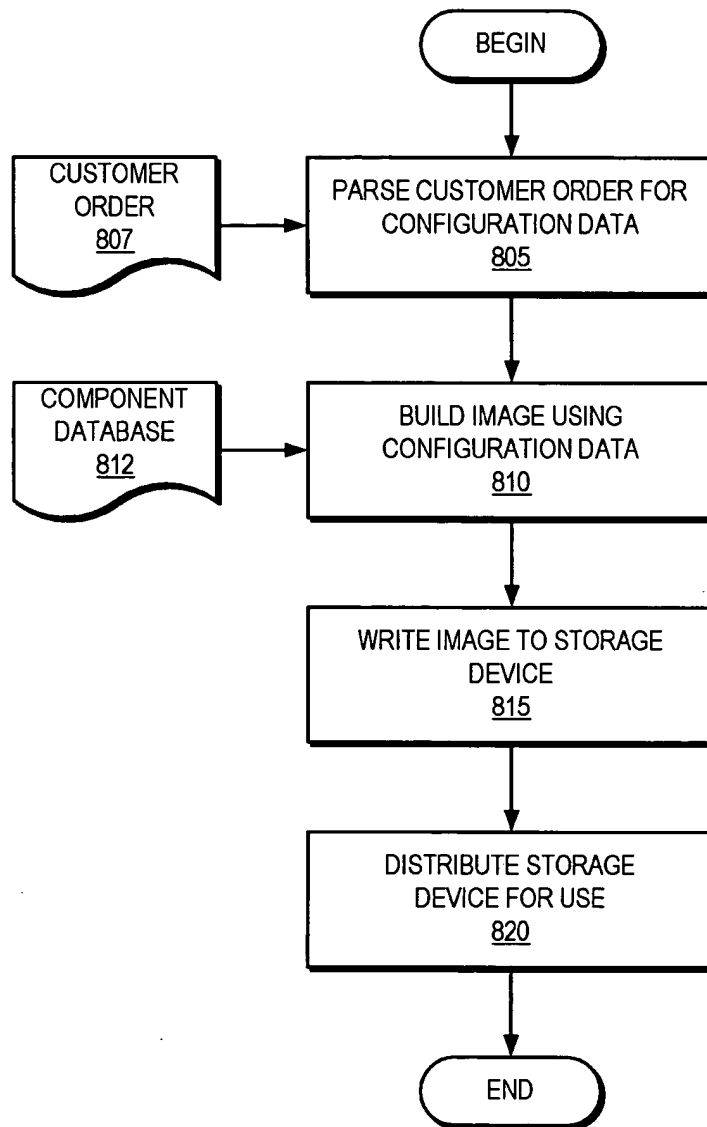 BEGIN
CUSTOMER
ORDER
807
PARSE CUSTOMER ORDER FOR
CONFIGURATION DATA
805
COMPONENT
DATABASE
812
BUILD IMAGE USING
CONFIGURATION DATA
810
WRITE IMAGE TO STORAGE
DEVICE
815
DISTRIBUTE STORAGE
DEVICE FOR USE
820
END